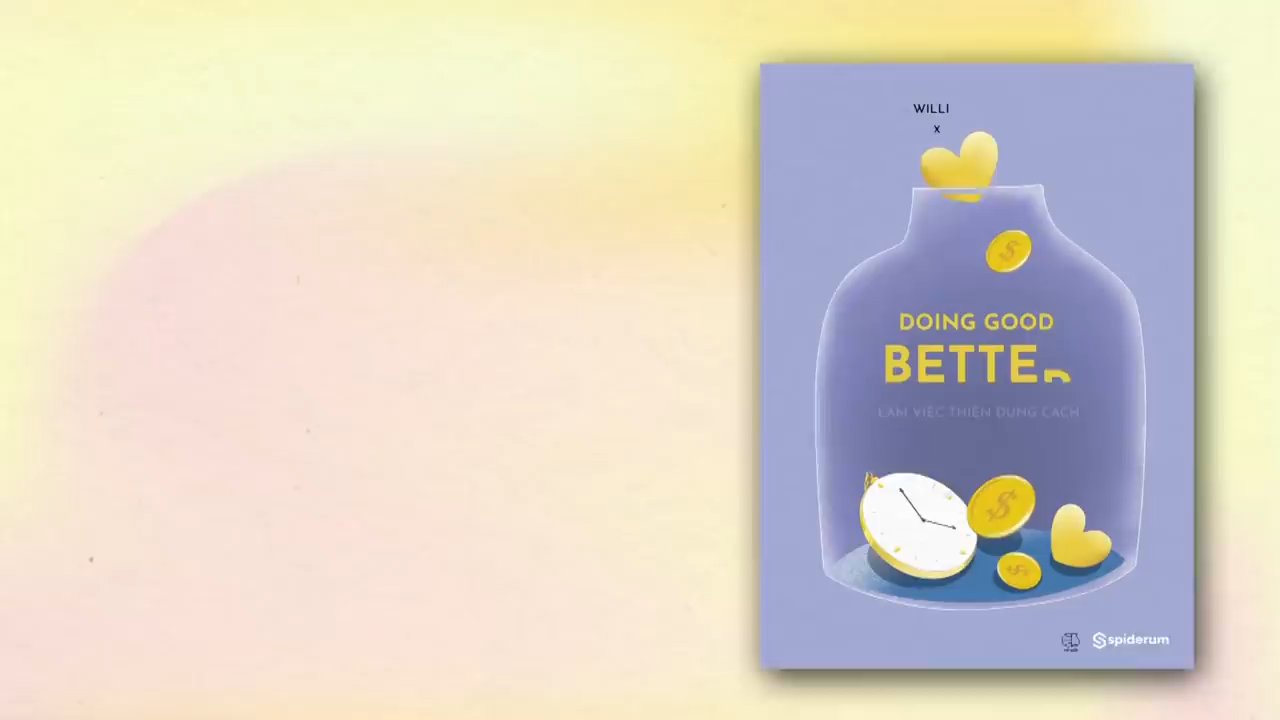 WILLI
X
DOING GOOD
BETTE
LÀM VIỆC THIỆN ĐÚNG CÁCH
spiderum